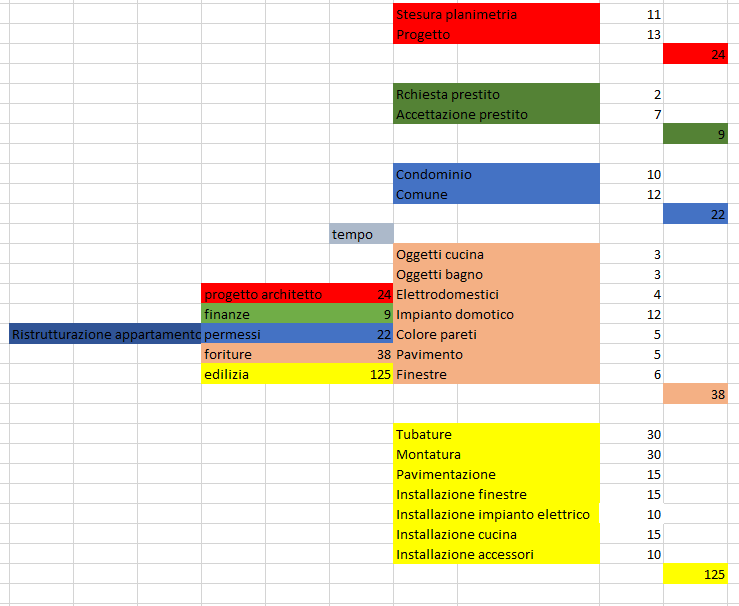 Stesura planimetria 11
Progetto 13
24
Rchiesta prestito 2
Accettazione prestito 7
9
Condominio 10
Comune 12
22
tempo
Oggetti cucina 3
Oggetti bagno 3
progetto architetto 24 Elettrodomestici 4
finanze 9 Impianto domotico 12
Ristrutturazione appartamento permessi 22 Colore pareti 5
foriture 38 Pavimento 5
edilizia 125 Finestre 6
38
Tubature 30
Montatura 30
Pavimentazione 15
Installazione finestre 15
Installazione impianto elettrico 10
Installazione cucina 15
Installazione accessori 10
125